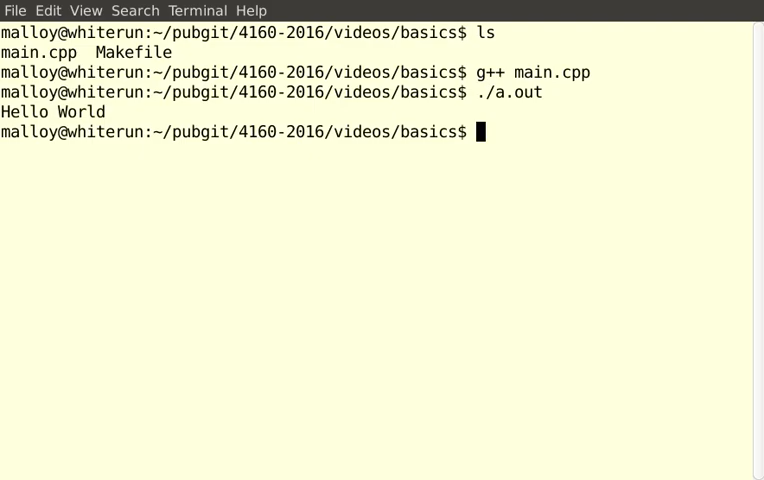 File Edit View Search Terminal Help
malloy@whiterun:~/pubgit/4160-2016/videos/basics$ ls
main.cpp  Makefile
malloy@whiterun:~/pubgit/4160-2016/videos/basics$ g++ main.cpp
malloy@whiterun:~/pubgit/4160-2016/videos/basics$ ./a.out
Hello World
malloy@whiterun:~/pubgit/4160-2016/videos/basics$